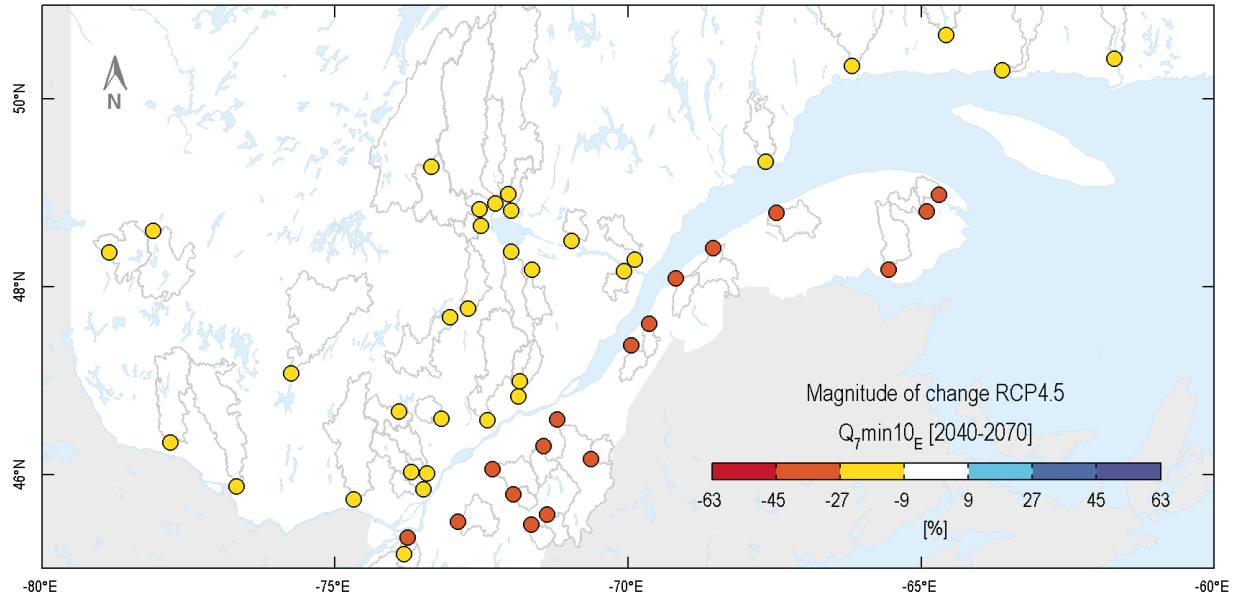 50°N
48°N
46°N
N
Magnitude of change RCP4.5
Q7min10E [2040-2070]
-63 -45 -27 -9 9 27 45 63
[%]
-80°E -75°E -70°E -65°E -60°E